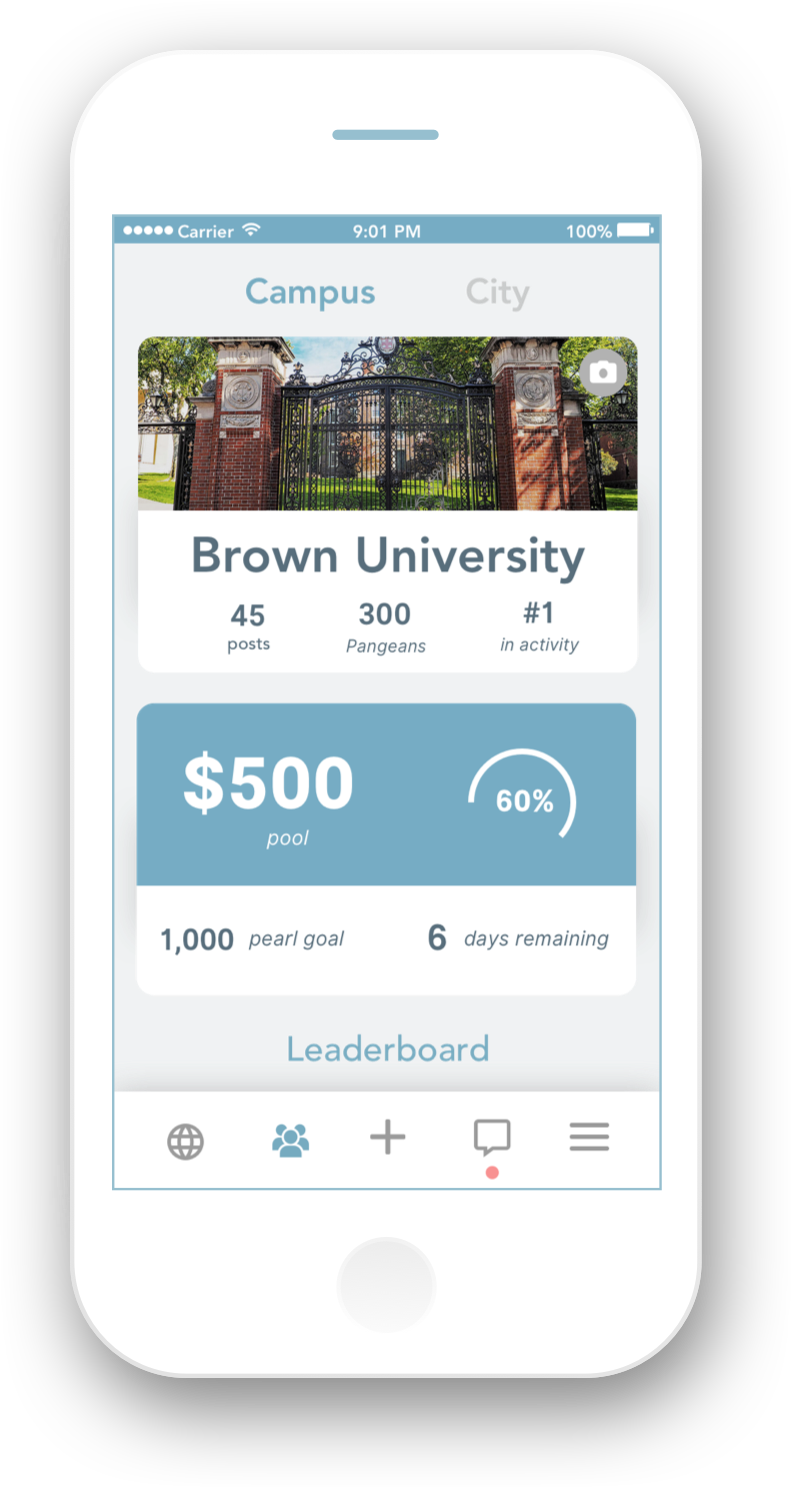 Carrier 9:01 PM 100%
Campus City
Brown University
45 300 #1
posts Pangeans in activity
$500 60%
pool
1,000 pearl goal 6 days remaining
Leaderboard